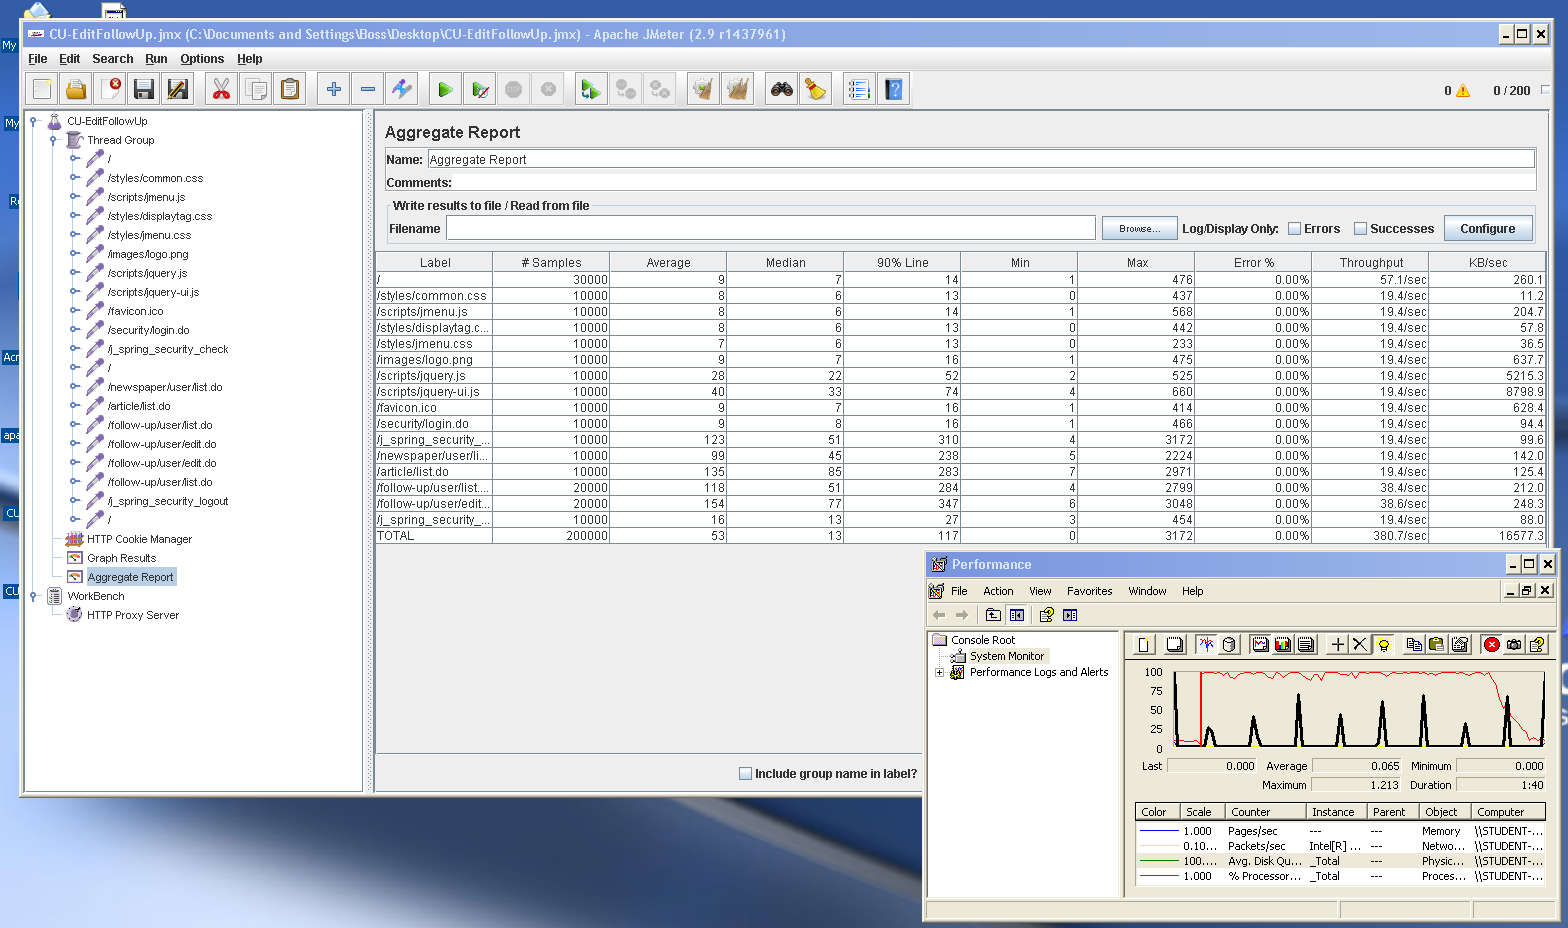 CU-EditFollowUp.jmx (C:\Documents and Settings\Boss\Desktop\CU-EditFollowUp.jmx) - Apache JMeter (2.9 r1437961)
File Edit Search Run Options Help
0 0 / 200
My
My
Re
Acr
apa
CU
CU
CU-EditFollowUp
Thread Group
/
/styles/common.css
/scripts/jmenu.js
/styles/displaytag.css
/styles/jmenu.css
/images/logo.png
/scripts/jquery.js
/scripts/jquery-ui.js
/favicon.ico
/security/login.do
/j_spring_security_check
/
/newspaper/user/list.do
/article/list.do
/follow-up/user/list.do
/follow-up/user/edit.do
/follow-up/user/edit.do
/follow-up/user/list.do
/j_spring_security_logout
/
HTTP Cookie Manager
Graph Results
Aggregate Report
WorkBench
HTTP Proxy Server
Aggregate Report
Name: Aggregate Report
Comments:
Write results to file / Read from file
Filename Browse... Log/Display Only: Errors Successes Configure
Label # Samples Average Median 90% Line Min Max Error % Throughput KB/sec
/ 30000 9 7 14 1 476 0.00% 57.1/sec 260.1
/styles/common.css 10000 8 6 13 0 437 0.00% 19.4/sec 11.2
/scripts/jmenu.js 10000 8 6 14 1 568 0.00% 19.4/sec 204.7
/styles/displaytag.c... 10000 8 6 13 0 442 0.00% 19.4/sec 57.8
/styles/jmenu.css 10000 7 6 13 0 233 0.00% 19.4/sec 36.5
/images/logo.png 10000 9 7 16 1 475 0.00% 19.4/sec 637.7
/scripts/jquery.js 10000 28 22 52 2 525 0.00% 19.4/sec 5215.3
/scripts/jquery-ui.js 10000 40 33 74 4 660 0.00% 19.4/sec 8798.9
/favicon.ico 10000 9 7 16 1 414 0.00% 19.4/sec 628.4
/security/login.do 10000 9 8 16 1 466 0.00% 19.4/sec 94.4
/j_spring_security_... 10000 123 51 310 4 3172 0.00% 19.4/sec 99.6
/newspaper/user/li... 10000 99 45 238 5 2224 0.00% 19.4/sec 142.0
/article/list.do 10000 135 85 283 7 2971 0.00% 19.4/sec 125.4
/follow-up/user/list.... 20000 118 51 284 4 2799 0.00% 38.4/sec 212.0
/follow-up/user/edit... 20000 154 77 347 6 3048 0.00% 38.6/sec 248.3
/j_spring_security_... 10000 16 13 27 3 454 0.00% 19.4/sec 88.0
TOTAL 200000 53 13 117 0 3172 0.00% 380.7/sec 16577.3
Include group name in label?
Performance
File Action View Favorites Window Help
Console Root
System Monitor
Performance Logs and Alerts
100
75
50
25
0
Last 0.000 Average 0.065 Minimum 0.000
Maximum 1.213 Duration 1:40
Color Scale Counter Instance Parent Object Computer
1.000 Pages/sec --- --- Memory \\STUDENT-...
0.10... Packets/sec Intel[R] ... --- Netwo... \\STUDENT-...
100.... Avg. Disk Qu... _Total --- Physic... \\STUDENT-...
1.000 % Processor... _Total --- Proces... \\STUDENT-...